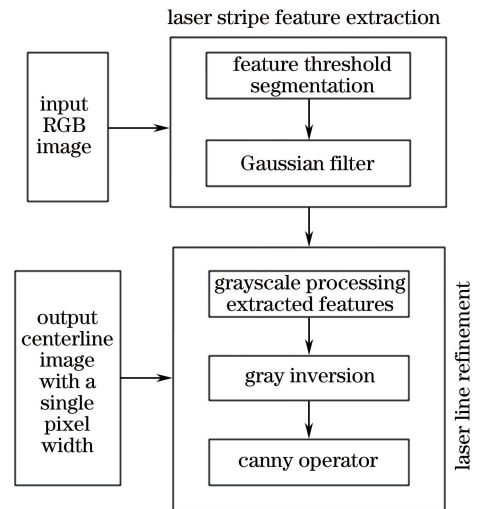 laser stripe feature extraction
input
RGB
image
feature threshold
segmentation
Gaussian filter
output
centerline
image
with a
single
pixel
width
grayscale processing
extracted features
gray inversion
canny operator
laser line refinement